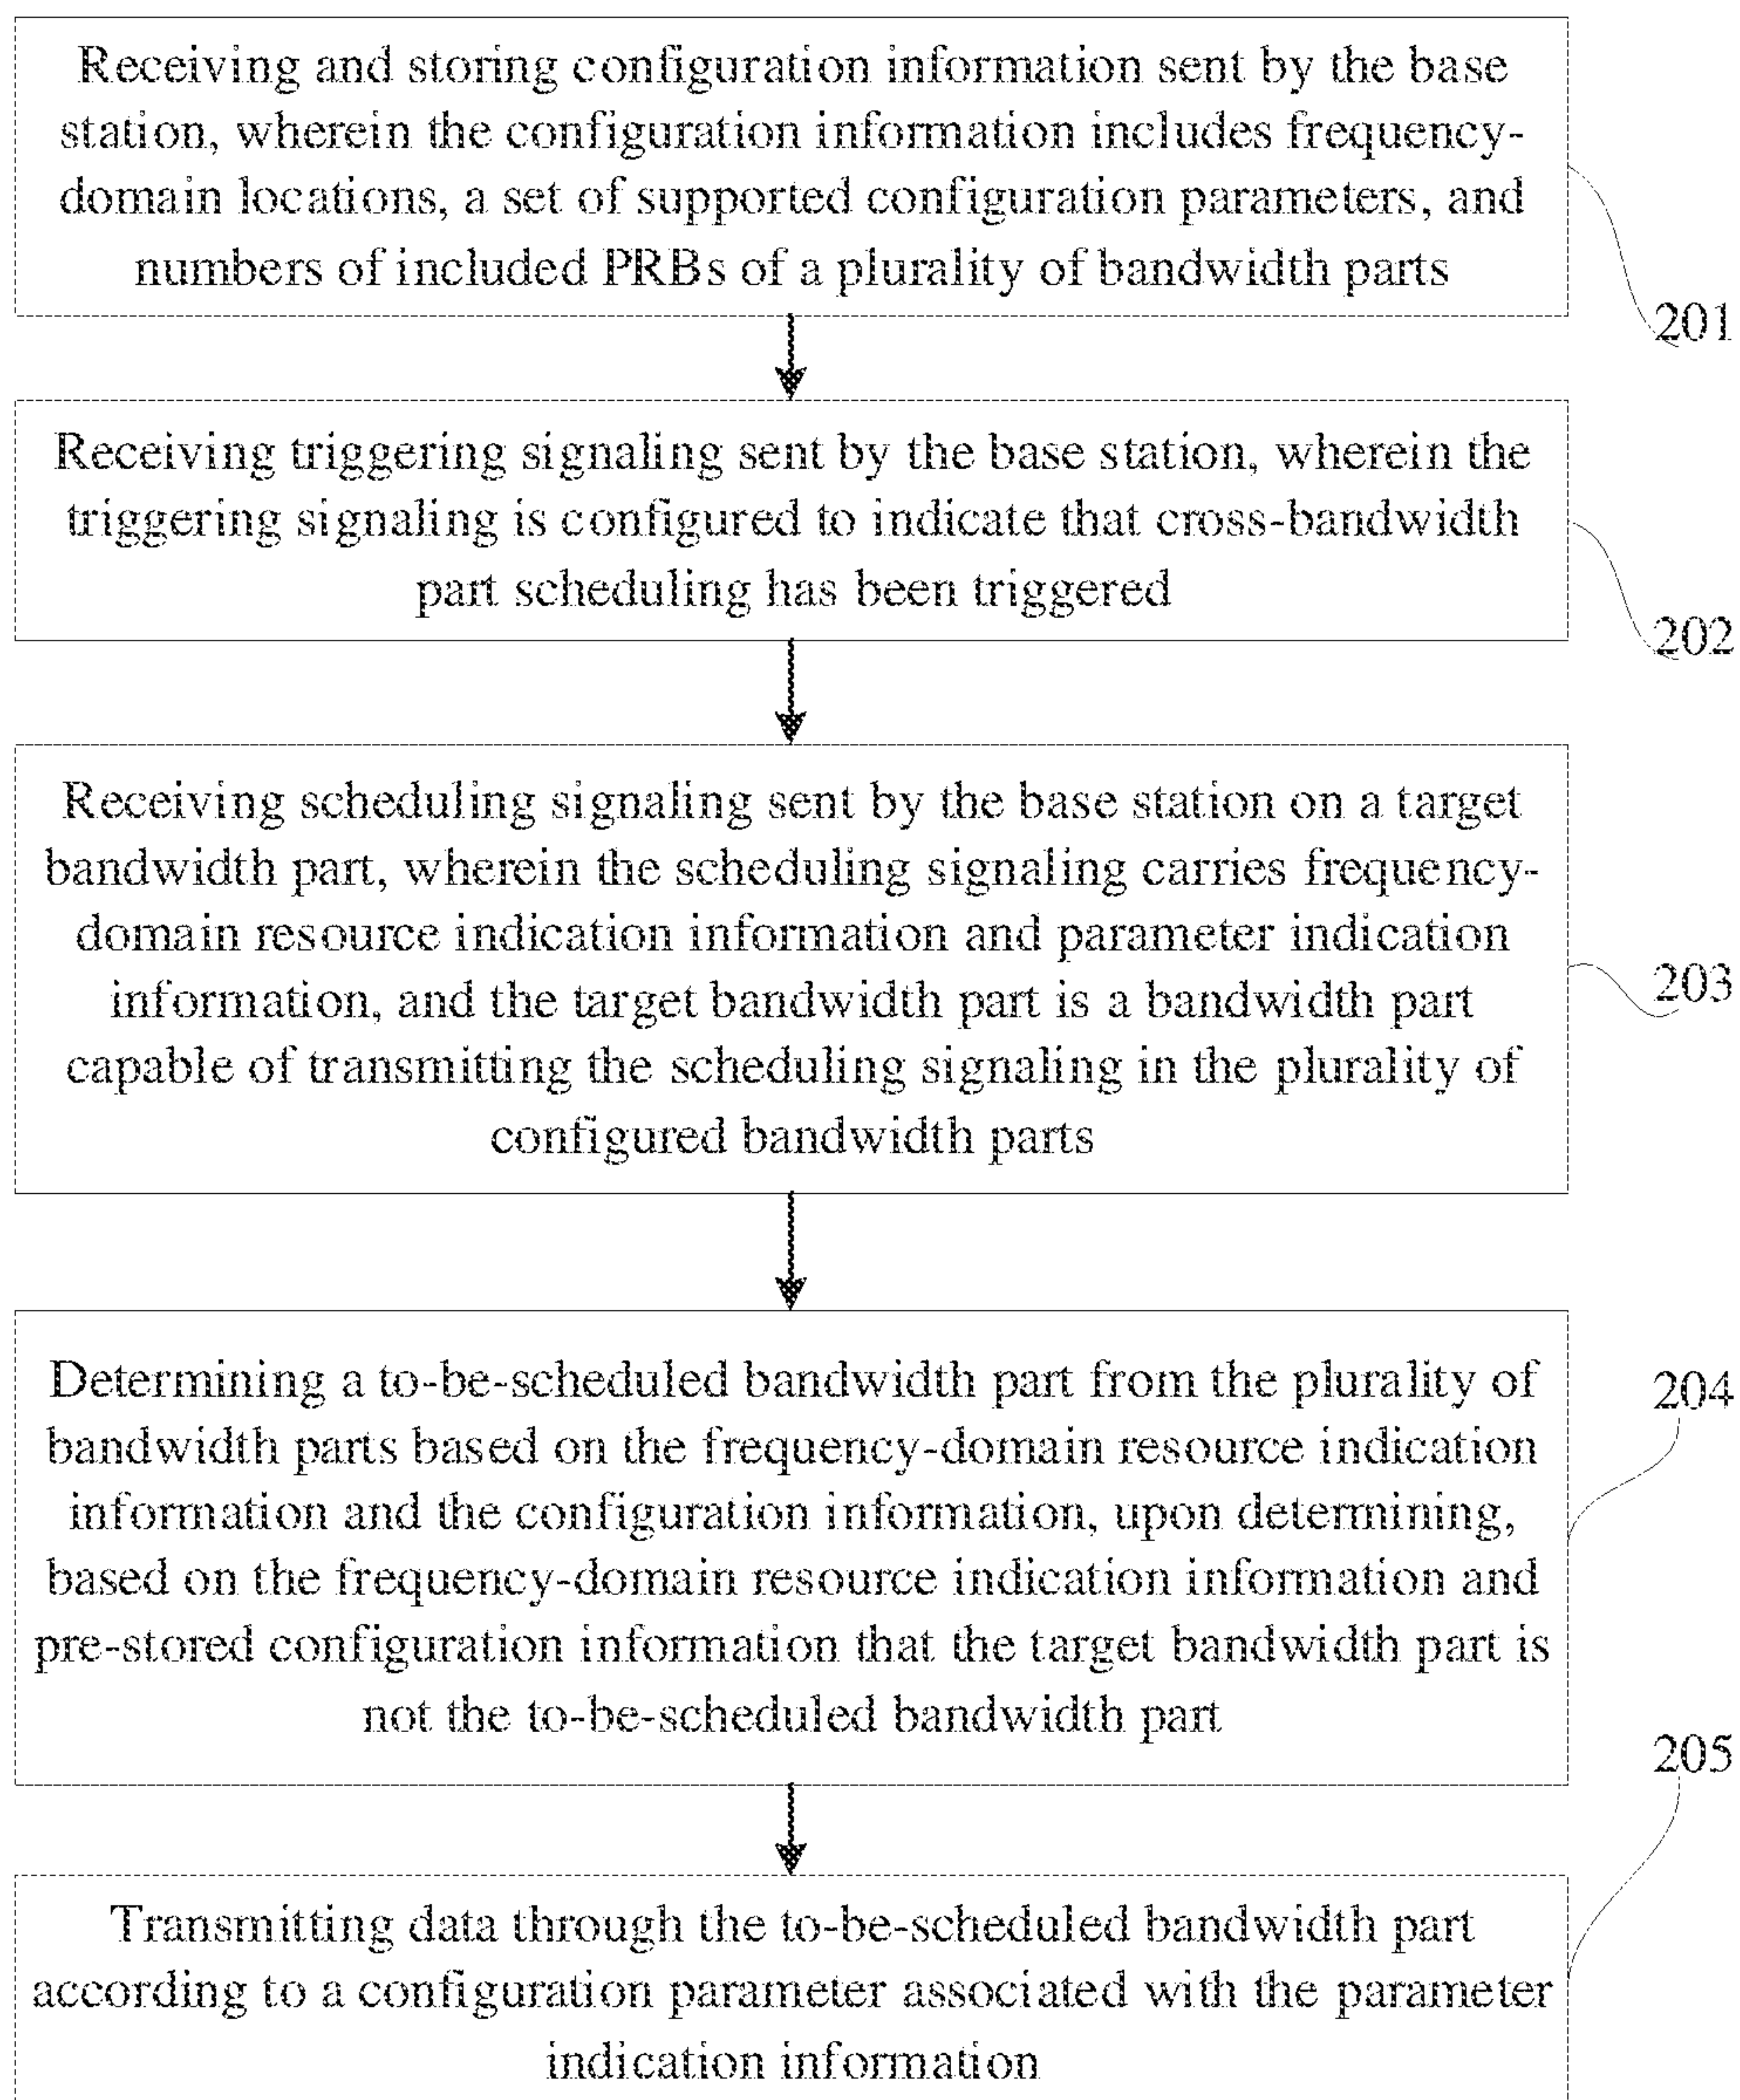 Receiving and storing configuration information sent by the base
station, wherein the configuration information includes frequency-
domain locations, a set of supported configuration parameters, and
numbers of included PRBs of a plurality of bandwidth parts
201
Receiving triggering signaling sent by the base station, wherein the
triggering signaling is configured to indicate that cross-bandwidth
part scheduling has been triggered
202
Receiving scheduling signaling sent by the base station on a target
bandwidth part, wherein the scheduling signaling carries frequency-
domain resource indication information and parameter indication
information, and the target bandwidth part is a bandwidth part
capable of transmitting the scheduling signaling in the plurality of
configured bandwidth parts
203
Determining a to-be-scheduled bandwidth part from the plurality of
bandwidth parts based on the frequency-domain resource indication
information and the configuration information, upon determining,
based on the frequency-domain resource indication information and
pre-stored configuration information that the target bandwidth part is
not the to-be-scheduled bandwidth part
204
Transmitting data through the to-be-scheduled bandwidth part
according to a configuration parameter associated with the parameter
indication information
205